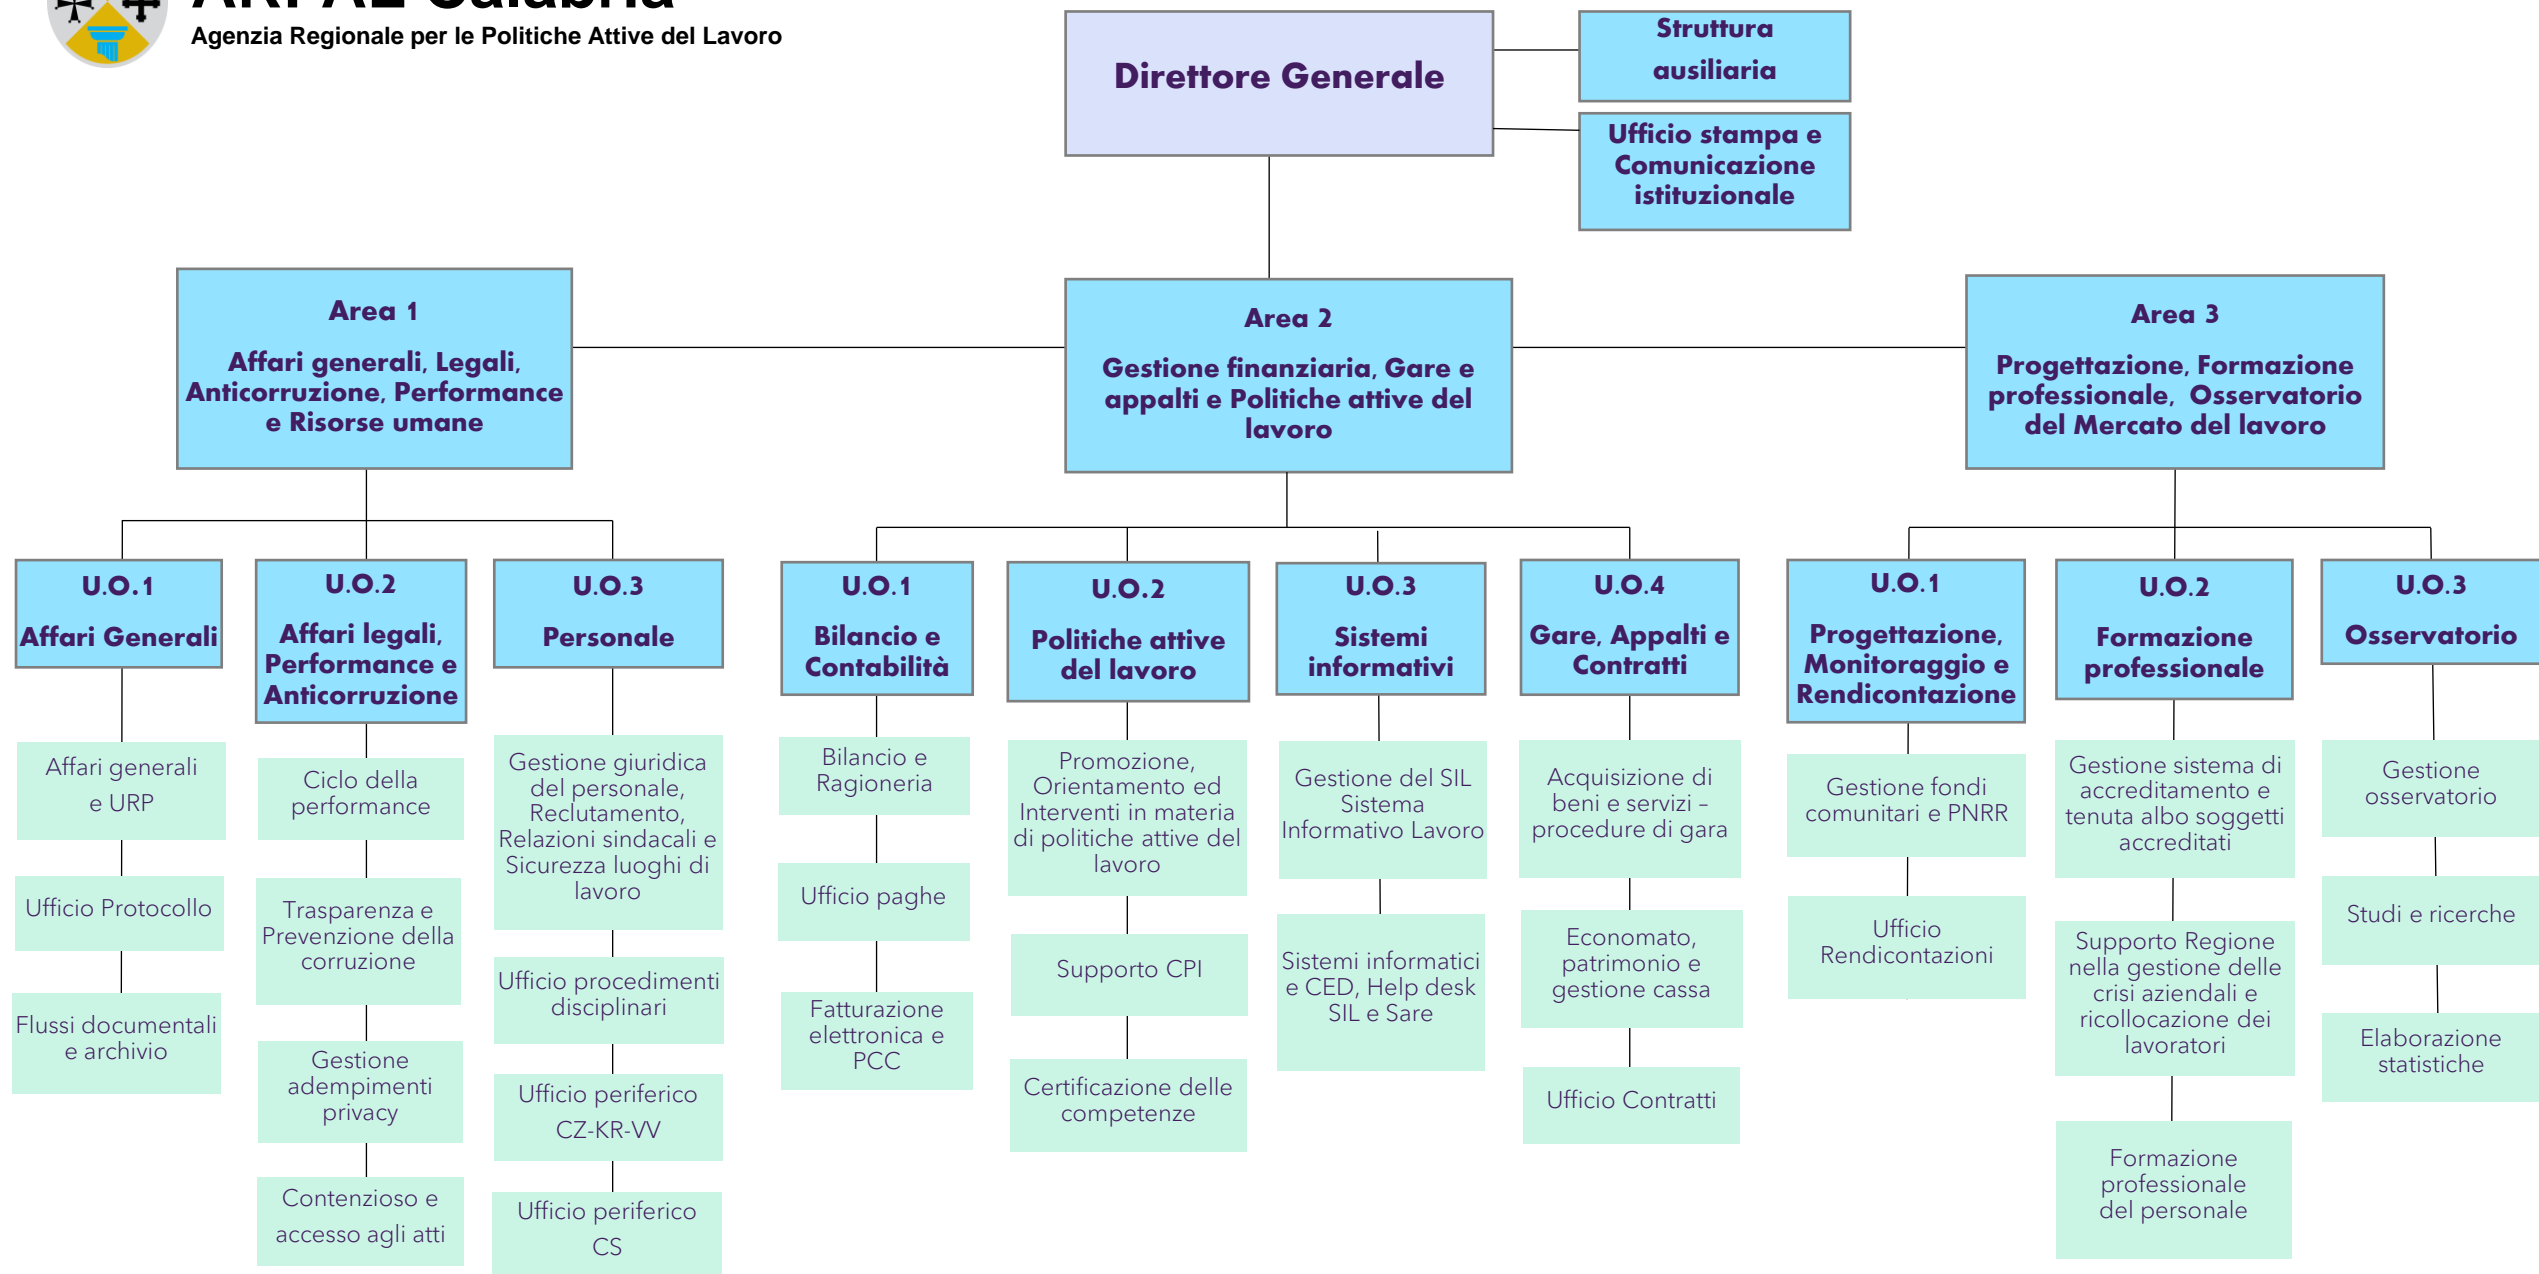 ARPAL Calabria
Agenzia Regionale per le Politiche Attive del Lavoro
Direttore Generale
Struttura
ausiliaria
Ufficio stampa e
Comunicazione
istituzionale
Area 1
Affari generali, Legali,
Anticorruzione, Performance
e Risorse umane
Area 2
Gestione finanziaria, Gare e
appalti e Politiche attive del
lavoro
Area 3
Progettazione, Formazione
professionale, Osservatorio
del Mercato del lavoro
U.O.1
Affari Generali
Affari generali
e URP
Ufficio Protocollo
Flussi documentali
e archivio
U.O.2
Affari legali,
Performance e
Anticorruzione
Ciclo della
performance
Trasparenza e
Prevenzione della
corruzione
Gestione
adempimenti
privacy
Contenzioso e
accesso agli atti
U.O.3
Personale
Gestione giuridica
del personale,
Reclutamento,
Relazioni sindacali e
Sicurezza luoghi di
lavoro
Ufficio procedimenti
disciplinari
Ufficio periferico
CZ-KR-VV
Ufficio periferico
CS
U.O.1
Bilancio e
Contabilità
Bilancio e
Ragioneria
Ufficio paghe
Fatturazione
elettronica e
PCC
U.O.2
Politiche attive
del lavoro
Promozione,
Orientamento ed
Interventi in materia
di politiche attive del
lavoro
Supporto CPI
Certificazione delle
competenze
U.O.3
Sistemi
informativi
Gestione del SIL
Sistema
Informativo Lavoro
Sistemi informatici
e CED, Help desk
SIL e Sare
U.O.4
Gare, Appalti e
Contratti
Acquisizione di
beni e servizi –
procedure di gara
Economato,
patrimonio e
gestione cassa
Ufficio Contratti
U.O.1
Progettazione,
Monitoraggio e
Rendicontazione
Gestione fondi
comunitari e PNRR
Ufficio
Rendicontazioni
U.O.2
Formazione
professionale
Gestione sistema di
accreditamento e
tenuta albo soggetti
accreditati
Supporto Regione
nella gestione delle
crisi aziendali e
ricollocazione dei
lavoratori
Formazione
professionale
del personale
U.O.3
Osservatorio
Gestione
osservatorio
Studi e ricerche
Elaborazione
statistiche